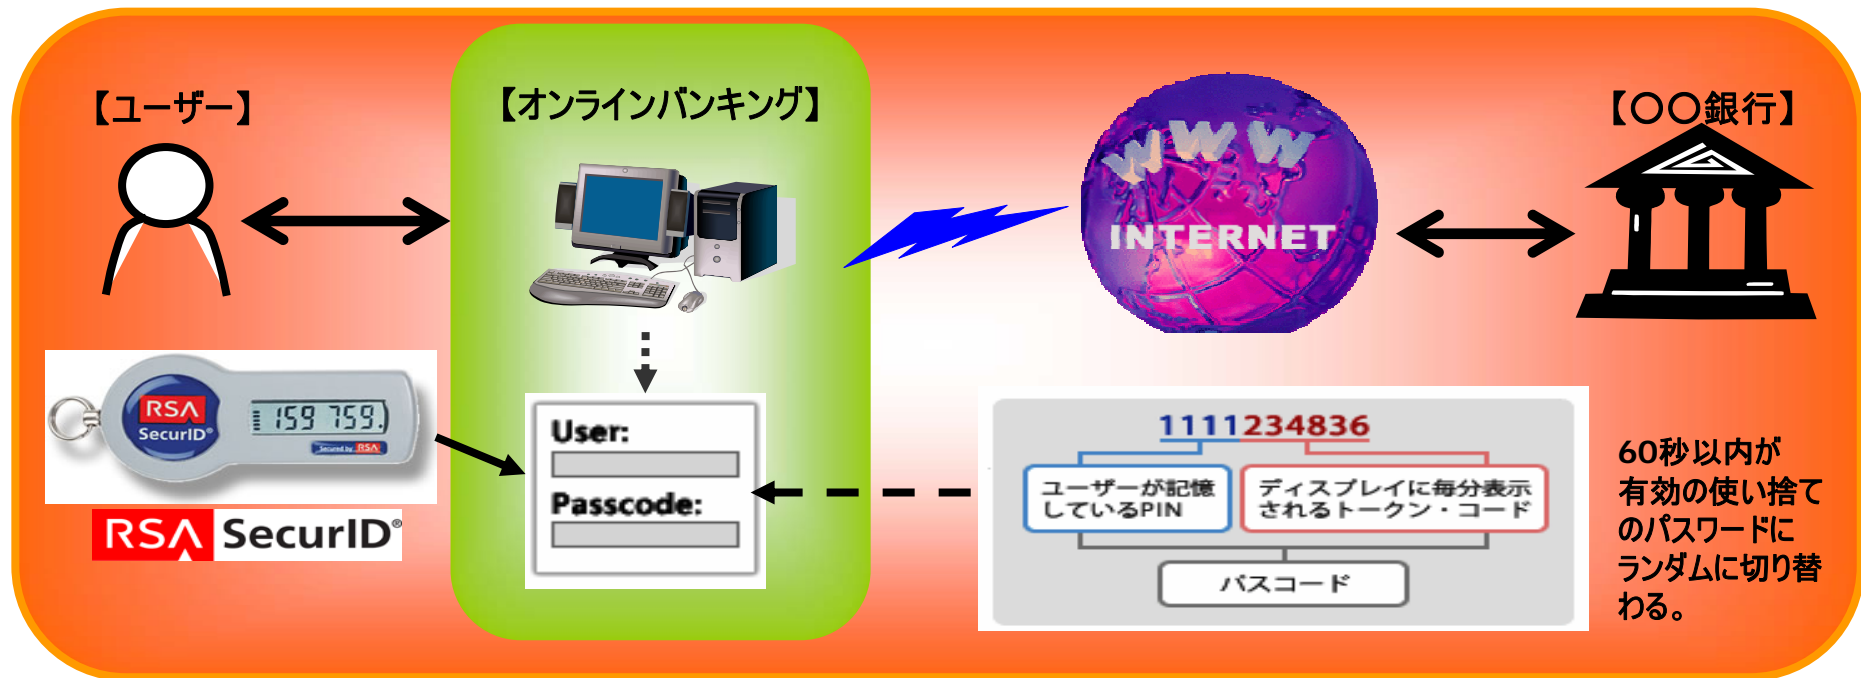 【ユーザー】
【オンラインバンキング】
WWW
INTERNET
【〇〇銀行】
RSA
SecurID®
159 759.
Secured by RSA
RSA SecurID®
User:
Passcode:
1111234836
ユーザーが記憶
しているPIN
ディスプレイに毎分表示
されるトークン・コード
パスコード
60秒以内が
有効の使い捨て
のパスワードに
ランダムに切り替
わる。